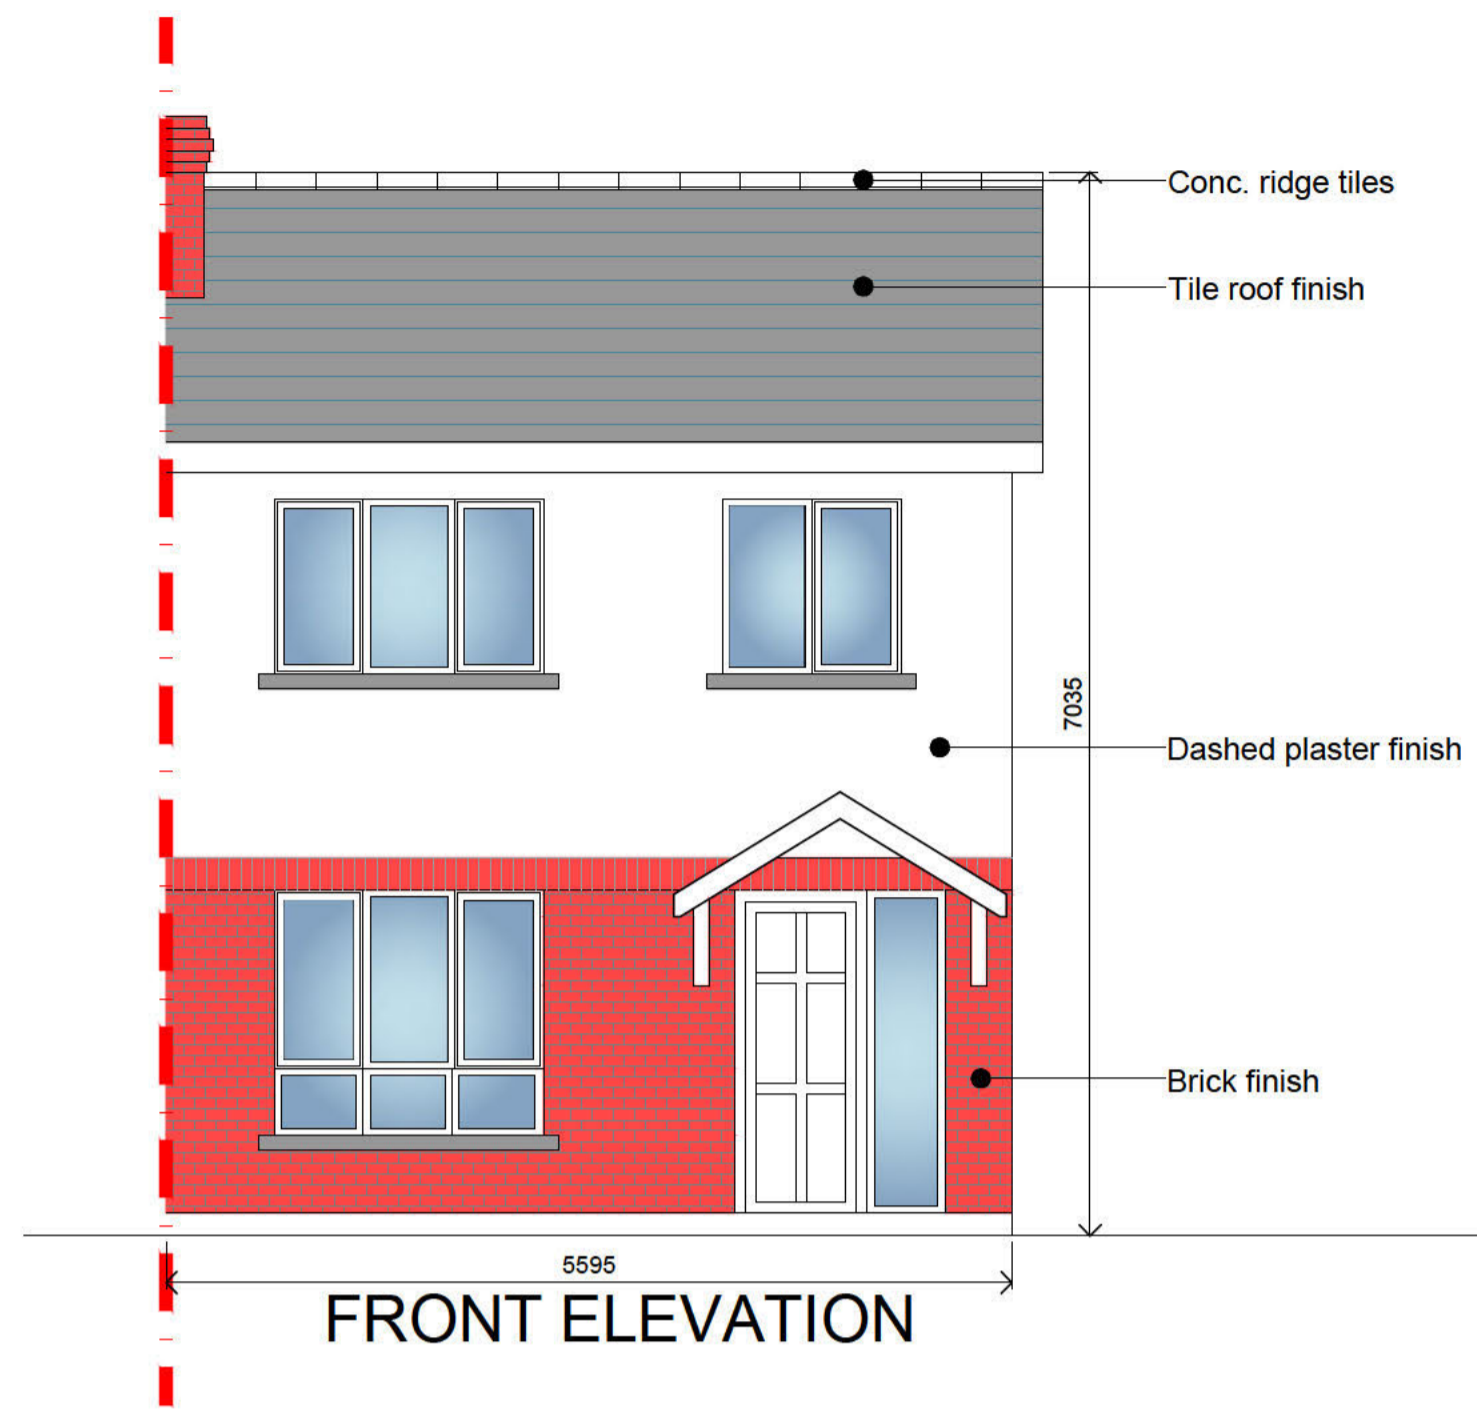 Conc. ridge tiles
Tile roof finish
7035
Dashed plaster finish
Brick finish
5595
FRONT ELEVATION